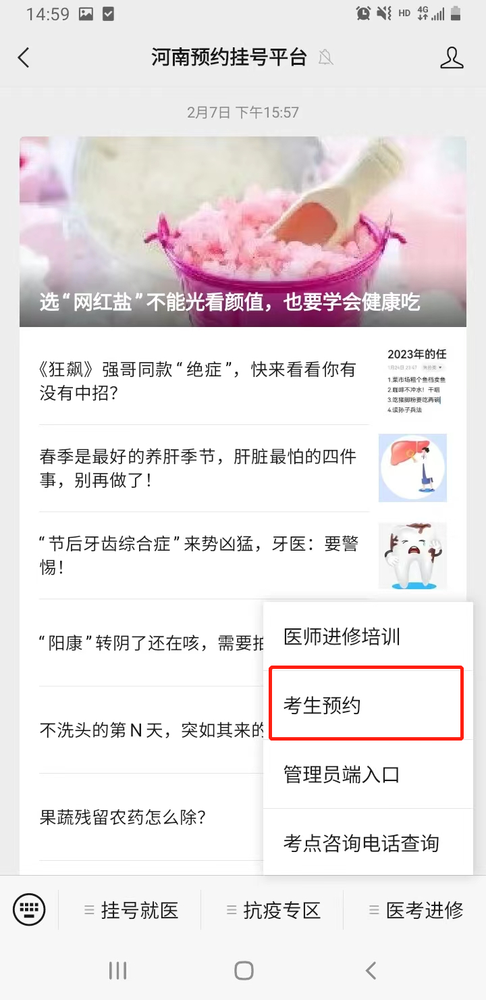 14:59
HD 4G
河南预约挂号平台
2月7日 下午15:57
选“网红盐”不能光看颜值，也要学会健康吃
《狂飙》强哥同款“绝症”，快来看看你有
没有中招？
2023年的任
1月24日 23:47 未分类
1.菜市场租个鱼档卖鱼
2.咖啡不冲水！干咽
3.吃猪脚粉要吃两碗
4.读孙子兵法
春季是最好的养肝季节，肝脏最怕的四件
事，别再做了！
“节后牙齿综合症”来势凶猛，牙医：要警
惕！
“阳康”转阴了还在咳，需要拍
不洗头的第N天，突如其来的
果蔬残留农药怎么除？
医师进修培训
考生预约
管理员端入口
考点咨询电话查询
挂号就医
抗疫专区
医考进修